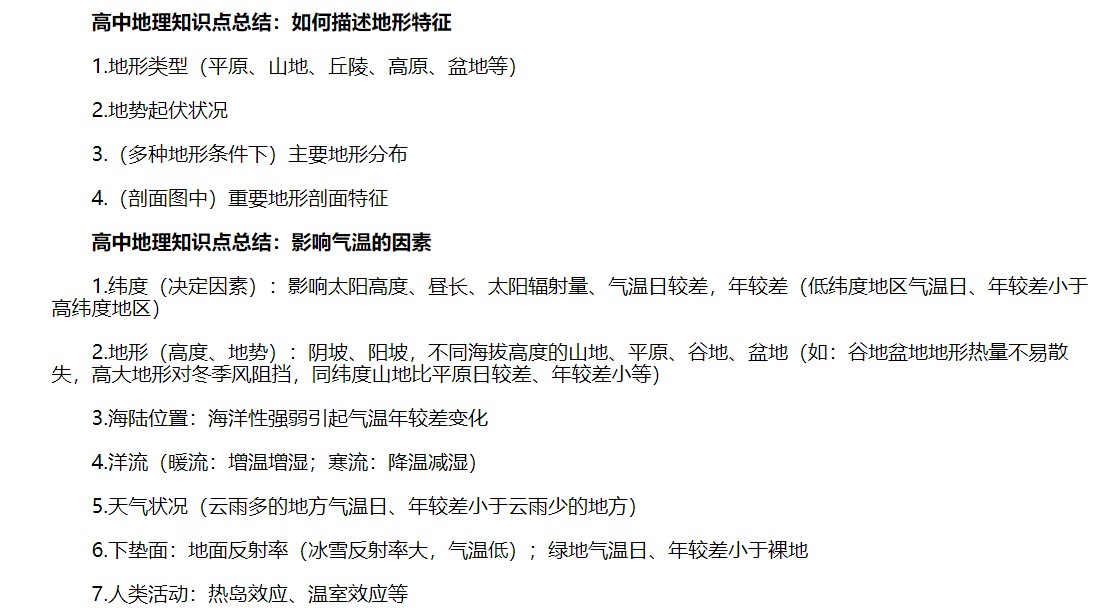 高中地理知识点总结：如何描述地形特征
1.地形类型（平原、山地、丘陵、高原、盆地等）
2.地势起伏状况
3.（多种地形条件下）主要地形分布
4.（剖面图中）重要地形剖面特征
高中地理知识点总结：影响气温的因素
1.纬度（决定因素）：影响太阳高度、昼长、太阳辐射量、气温日较差，年较差（低纬度地区气温日、年较差小于
高纬度地区）
2.地形（高度、地势）：阴坡、阳坡，不同海拔高度的山地、平原、谷地、盆地（如：谷地盆地地形热量不易散
失，高大地形对冬季风阻挡，同纬度山地比平原日较差、年较差小等）
3.海陆位置：海洋性强弱引起气温年较差变化
4.洋流（暖流：增温增湿；寒流：降温减湿）
5.天气状况（云雨多的地方气温日、年较差小于云雨少的地方）
6.下垫面：地面反射率（冰雪反射率大，气温低）；绿地气温日、年较差小于裸地
7.人类活动：热岛效应、温室效应等